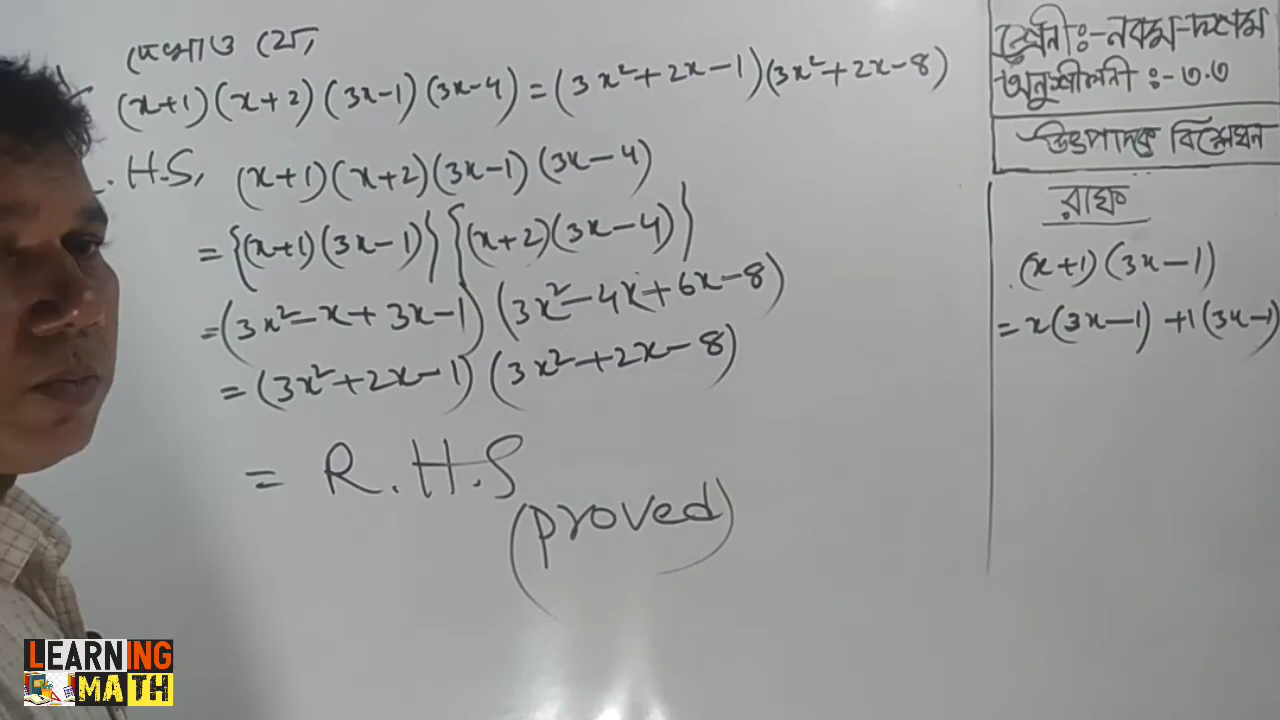 দেখাও যে,
(x+1)(x+2)(3x-1)(3x-4)=(3x²+2x-1)(3x²+2x-8)
.H.S, (x+1)(x+2)(3x-1)(3x-4)
={(x+1)(3x-1)}{(x+2)(3x-4)}
=(3x²-x+3x-1)(3x²-4x+6x-8)
=(3x²+2x-1)(3x²+2x-8)
= R.H.S
(proved)
শ্রেনী:-নবম-দশম
অনুশীলনী:-৩.৩
উৎপাদক বিশ্লেষন
রাফ
(x+1)(3x-1)
=x(3x-1)+1(3x-1)
LEARNING
MATH